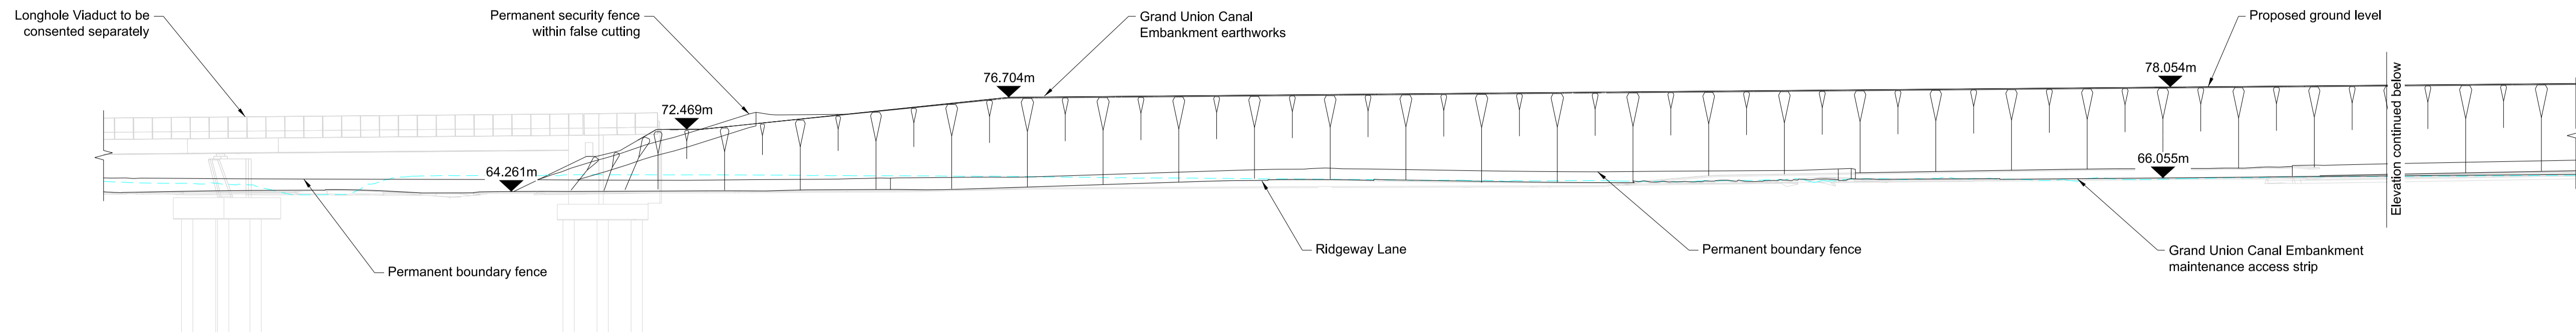 Longhole Viaduct to be
consented separately
Permanent security fence
within false cutting
Grand Union Canal
Embankment earthworks
Proposed ground level
76.704m
78.054m
72.469m
64.261m
66.055m
Elevation continued below
Permanent boundary fence
Ridgeway Lane
Permanent boundary fence
Grand Union Canal Embankment
maintenance access strip